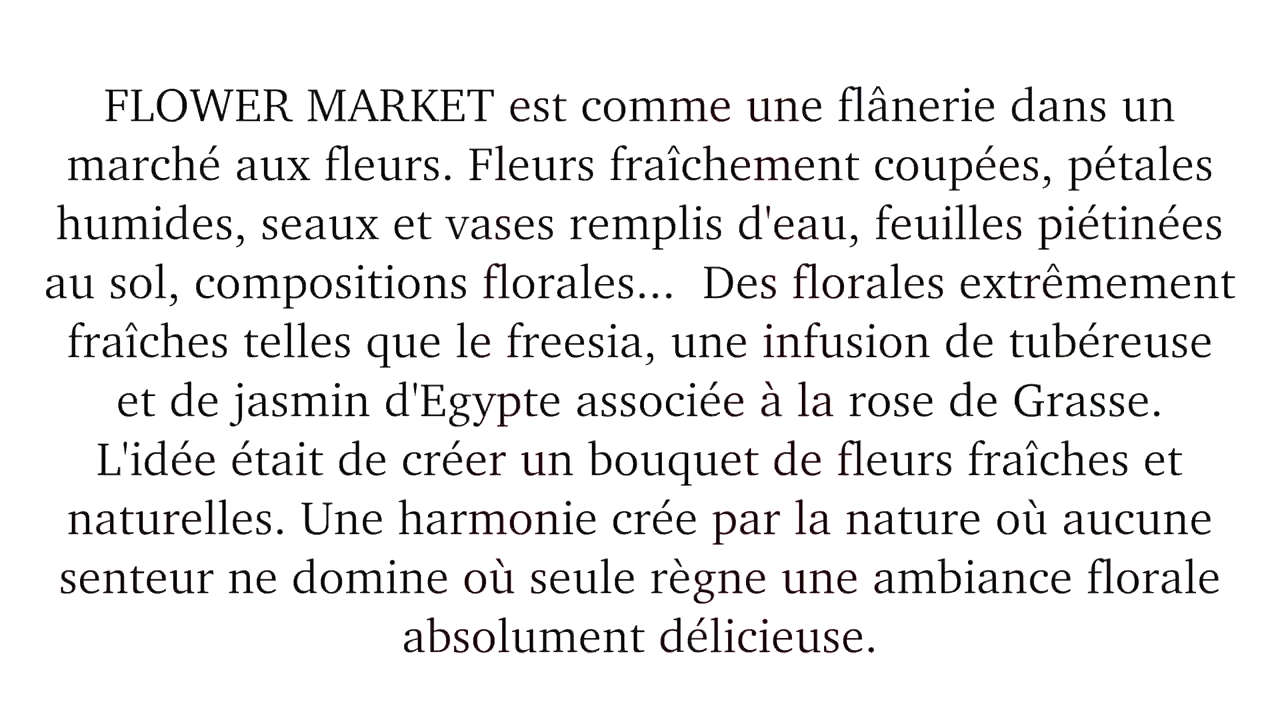 FLOWER MARKET est comme une flânerie dans un
marché aux fleurs. Fleurs fraîchement coupées, pétales
humides, seaux et vases remplis d'eau, feuilles piétinées
au sol, compositions florales...  Des florales extrêmement
fraîches telles que le freesia, une infusion de tubéreuse
et de jasmin d'Egypte associée à la rose de Grasse.
L'idée était de créer un bouquet de fleurs fraîches et
naturelles. Une harmonie crée par la nature où aucune
senteur ne domine où seule règne une ambiance florale
absolument délicieuse.